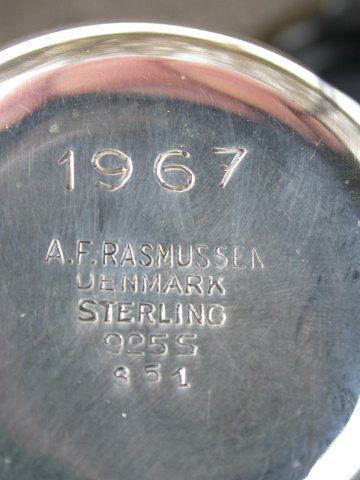 1967
A.F.RASMUSSEN
DENMARK
STERLING
925S
851